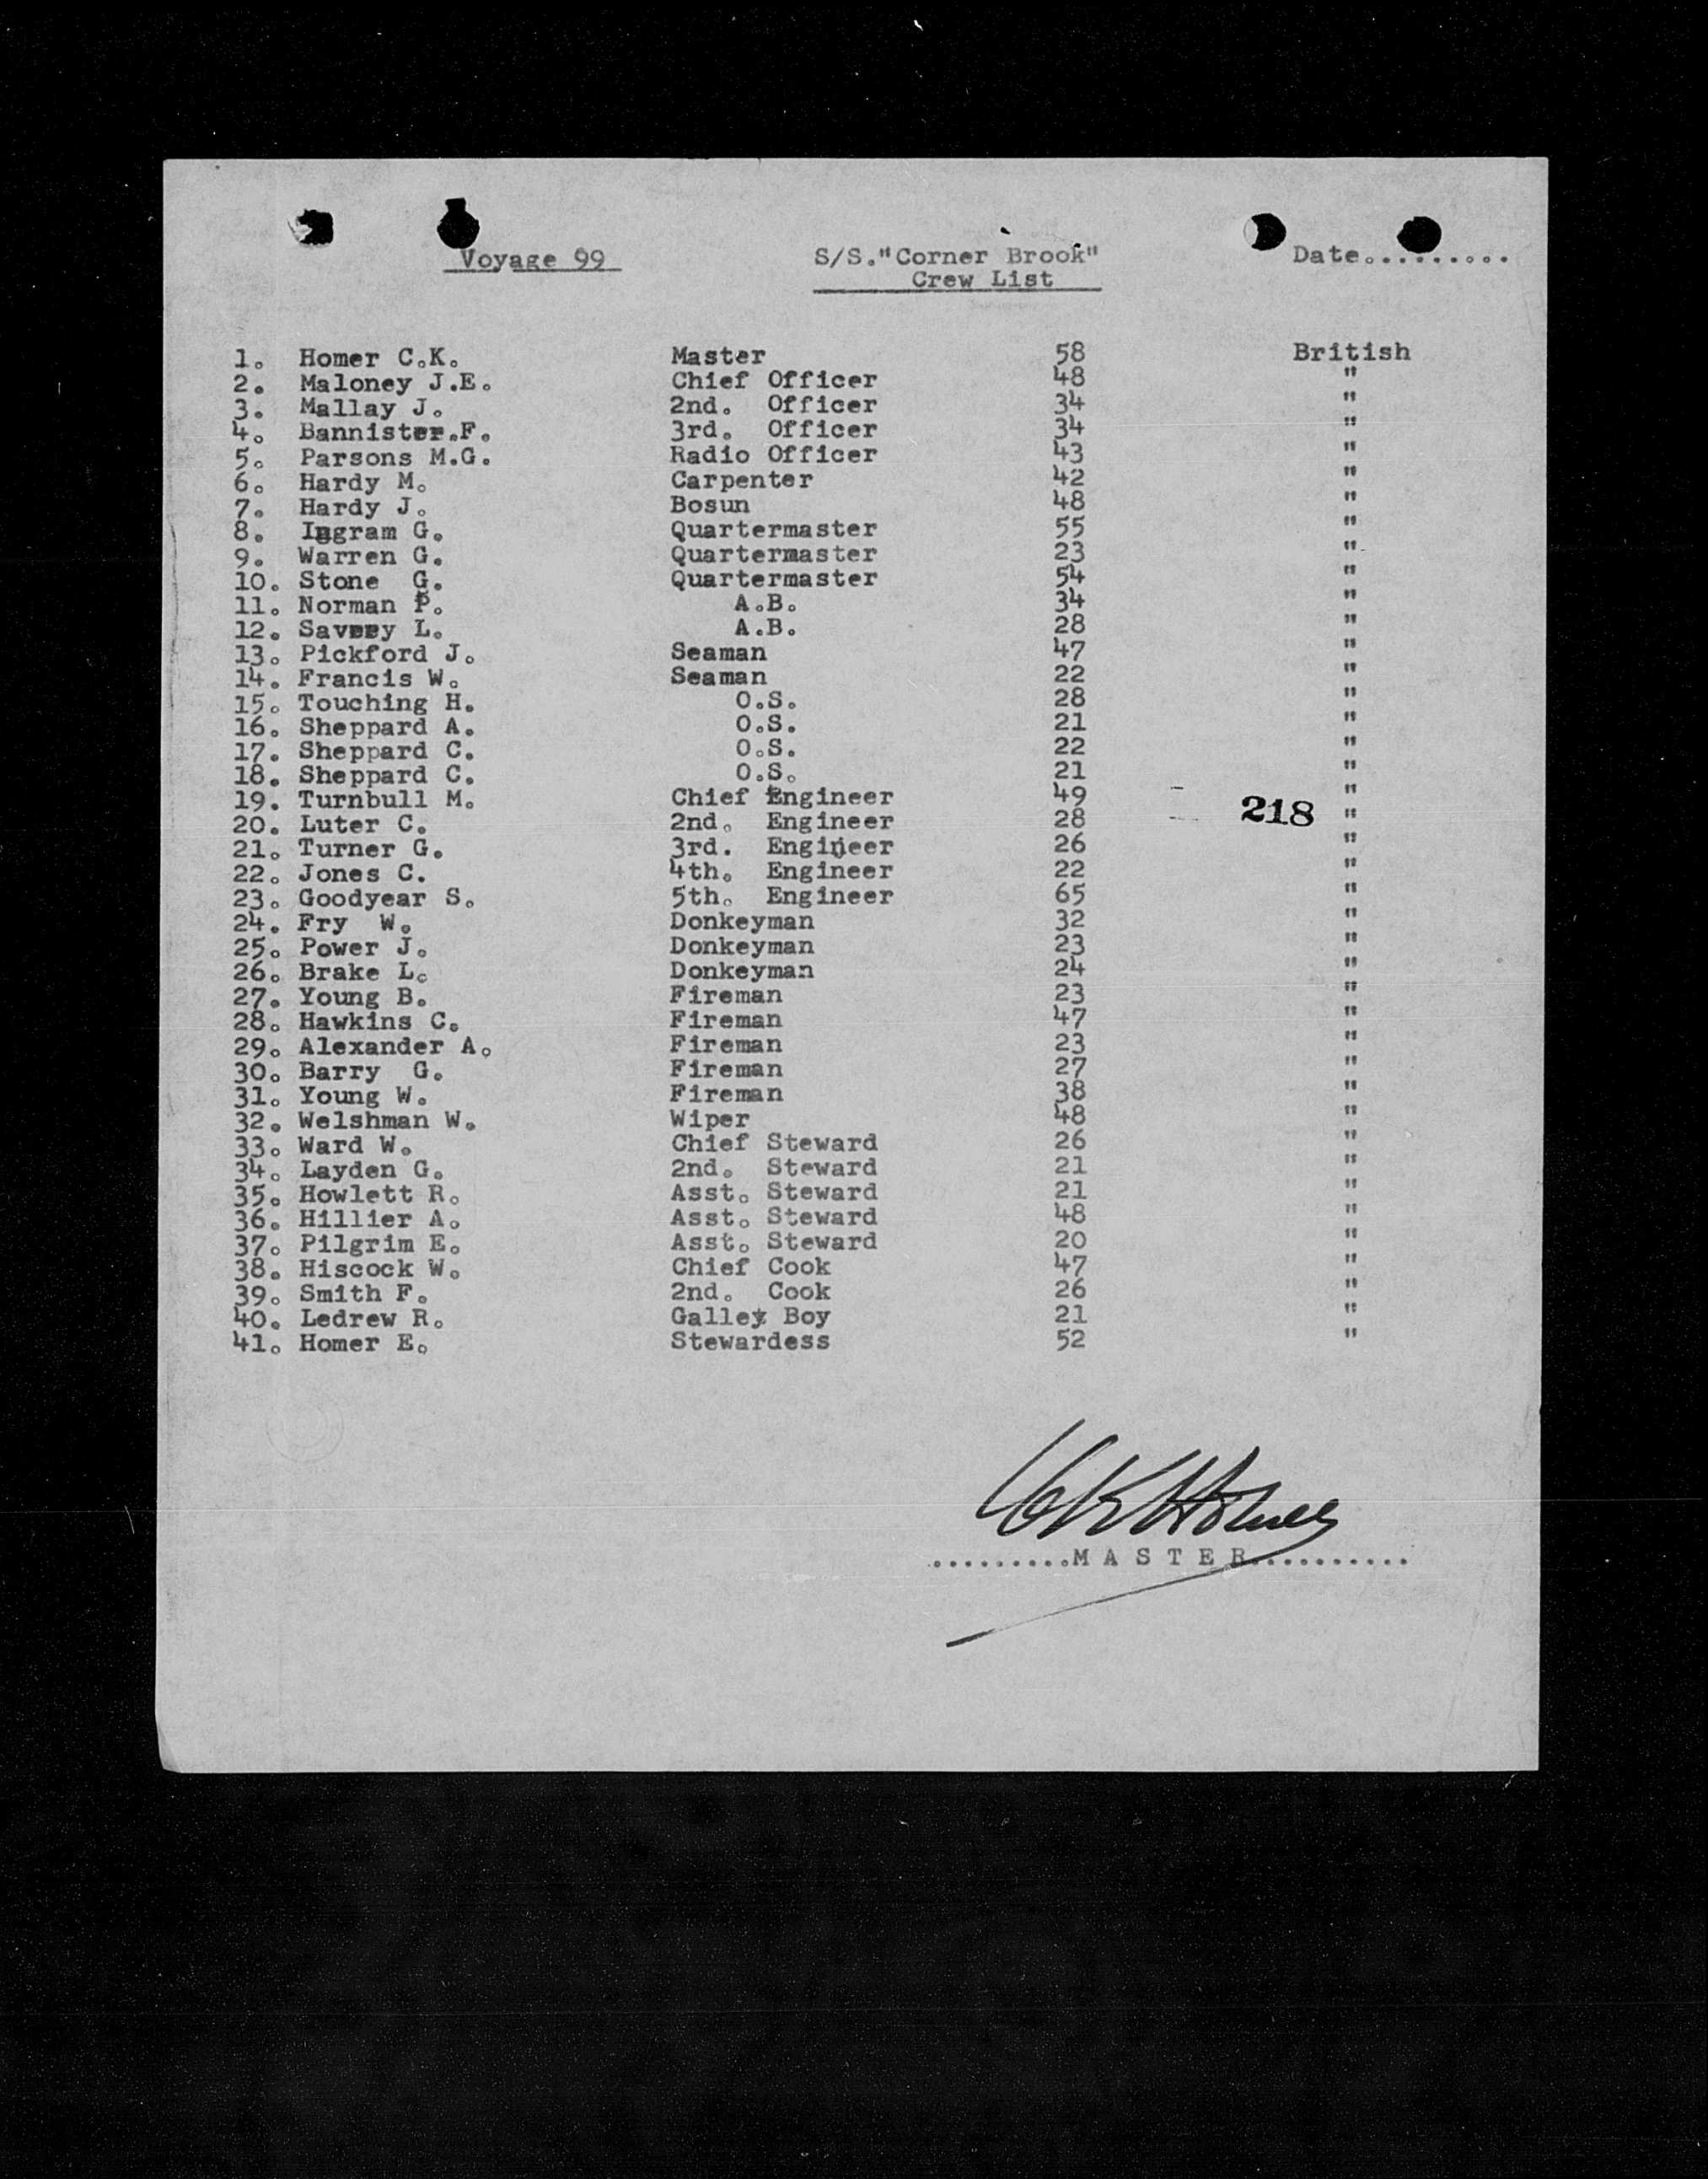 Voyage 99 S/S."Corner Brook" Date..........
Crew List
1. Homer C.K. Master 58 British
2. Maloney J.E. Chief Officer 48 "
3. Mallay J. 2nd. Officer 34 "
4. Bannister.F. 3rd. Officer 34 "
5. Parsons M.G. Radio Officer 43 "
6. Hardy M. Carpenter 42 "
7. Hardy J. Bosun 48 "
8. Ingram G. Quartermaster 55 "
9. Warren G. Quartermaster 23 "
10. Stone G. Quartermaster 54 "
11. Norman P. A.B. 34 "
12. L. A.B. 28 "
13. Pickford J. Seaman 47 "
14. Francis W. Seaman 22 "
15. Touching H. O.S. 28 "
16. Sheppard A. O.S. 21 "
17. Sheppard C. O.S. 22 "
18. Sheppard C. O.S. 21 "
19. Turnbull M. Chief Engineer 49 "
20. Luter C. 2nd. Engineer 28 218 "
21. Turner G. 3rd. Engineer 26 "
22. Jones C. 4th. Engineer 22 "
23. Goodyear S. 5th. Engineer 65 "
24. Fry W. Donkeyman 32 "
25. Power J. Donkeyman 23 "
26. Brake L. Donkeyman 24 "
27. Young B. Fireman 23 "
28. Hawkins C. Fireman 47 "
29. Alexander A. Fireman 23 "
30. Barry G. Fireman 27 "
31. Young W. Fireman 38 "
32. Welshman W. Wiper 48 "
33. Ward W. Chief Steward 26 "
34. Layden G. 2nd. Steward 21 "
35. Howlett R. Asst. Steward 21 "
36. Hillier A. Asst. Steward 48 "
37. Pilgrim E. Asst. Steward 20 "
38. Hiscock W. Chief Cook 47 "
39. Smith F. 2nd. Cook 26 "
40. Ledrew R. Galley Boy 21 "
41. Homer E. Stewardess 52 "
CK Homer
.........M A S T E R..........